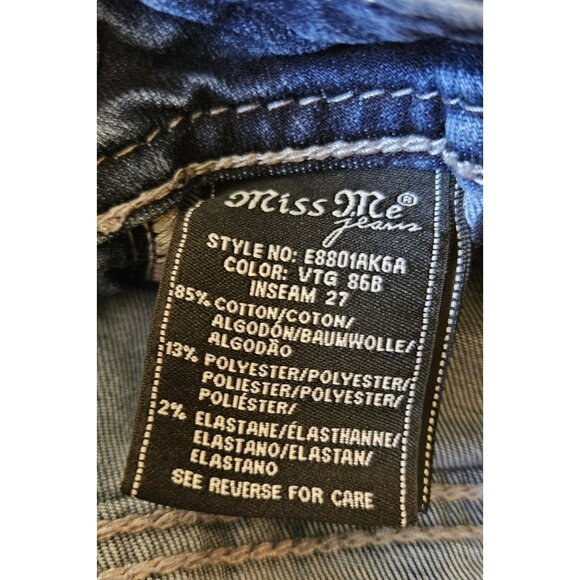 Miss Me®
jeans
STYLE NO: E8801AK6A
COLOR: VTG 86B
INSEAM 27
85% COTTON/COTON/
ALGODÓN/BAUMWOLLE/
ALGODÃO
13% POLYESTER/POLYESTER/
POLIESTER/POLYESTER/
POLIÉSTER/
2% ELASTANE/ÉLASTHANNE/
ELASTANO/ELASTAN/
ELASTANO
SEE REVERSE FOR CARE